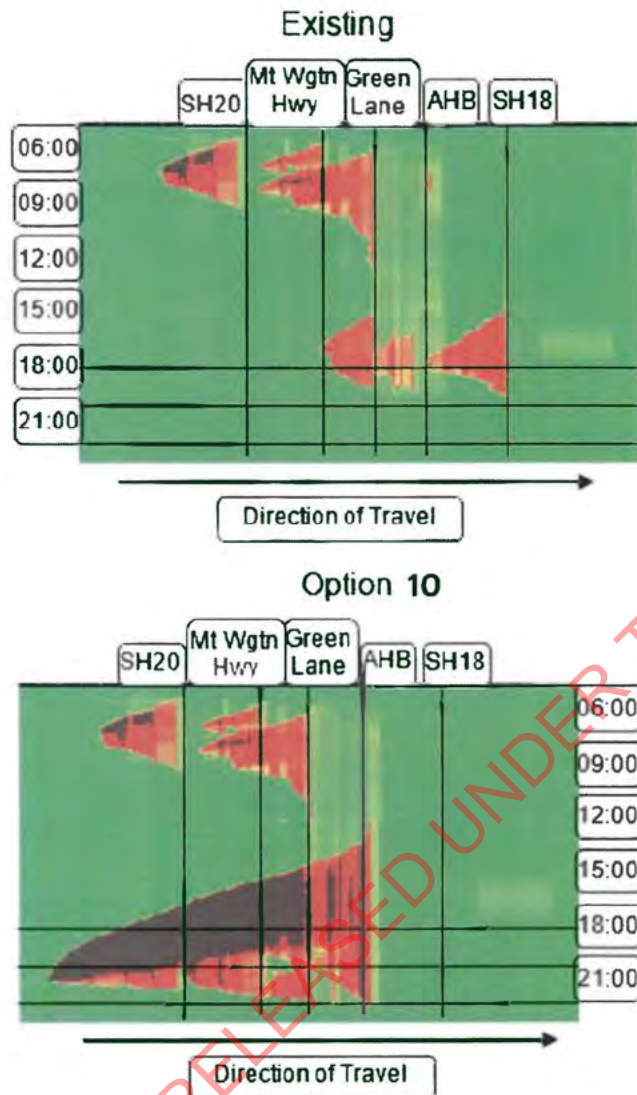 Existing
SH20
Mt Wgtn
Hwy
Green
Lane
AHB
SH18
06:00
09:00
12:00
15:00
18:00
21:00
Direction of Travel
Option 10
SH20
Mt Wgtn
Hwy
Green
Lane
AHB
SH18
06:00
09:00
12:00
15:00
18:00
21:00
Direction of Travel
RELEASED UNDER T